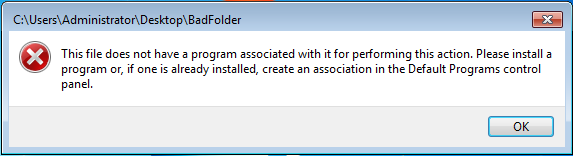 C:\Users\Administrator\Desktop\BadFolder
This file does not have a program associated with it for performing this action. Please install a
program or, if one is already installed, create an association in the Default Programs control
panel.
OK